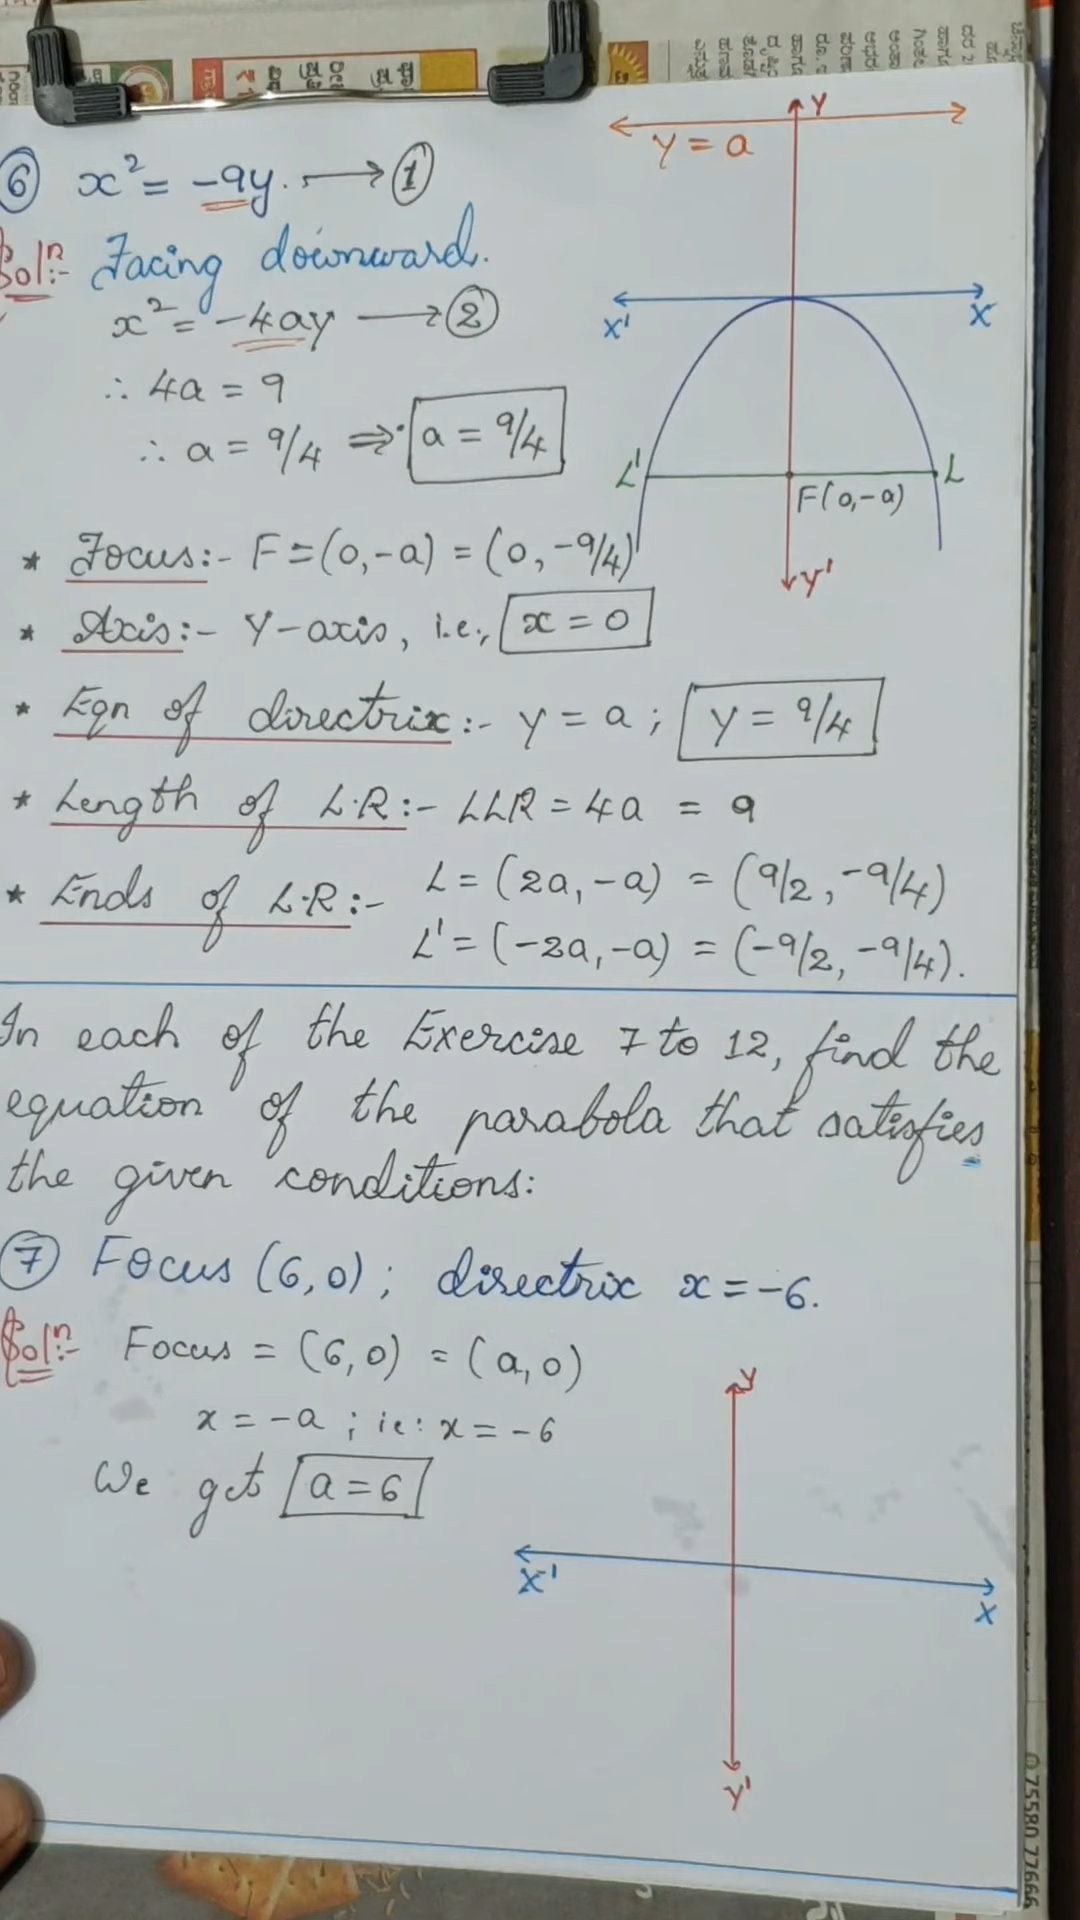 6 x² = -9y. → 1
Solⁿ:- Facing downward.
x² = -4ay → 2
∴ 4a = 9
∴ a = 9/4 ⇒ a = 9/4
Y
y = a
X' X
L' L
F(0,-a)
Y'
* Focus:- F = (0,-a) = (0, -9/4)
* Axis:- Y-axis, i.e., x = 0
* Eqn of directrix:- y = a ; y = 9/4
* Length of L.R:- LLR = 4a = 9
* Ends of L.R:- L = (2a, -a) = (9/2, -9/4)
L' = (-2a, -a) = (-9/2, -9/4).
In each of the Exercise 7 to 12, find the
equation of the parabola that satisfies
the given conditions:
7 Focus (6,0); directrix x = -6.
Solⁿ:- Focus = (6,0) = (a,0)
x = -a ; ie: x = -6
We get a = 6
Y
X' X
Y'
75580 77666